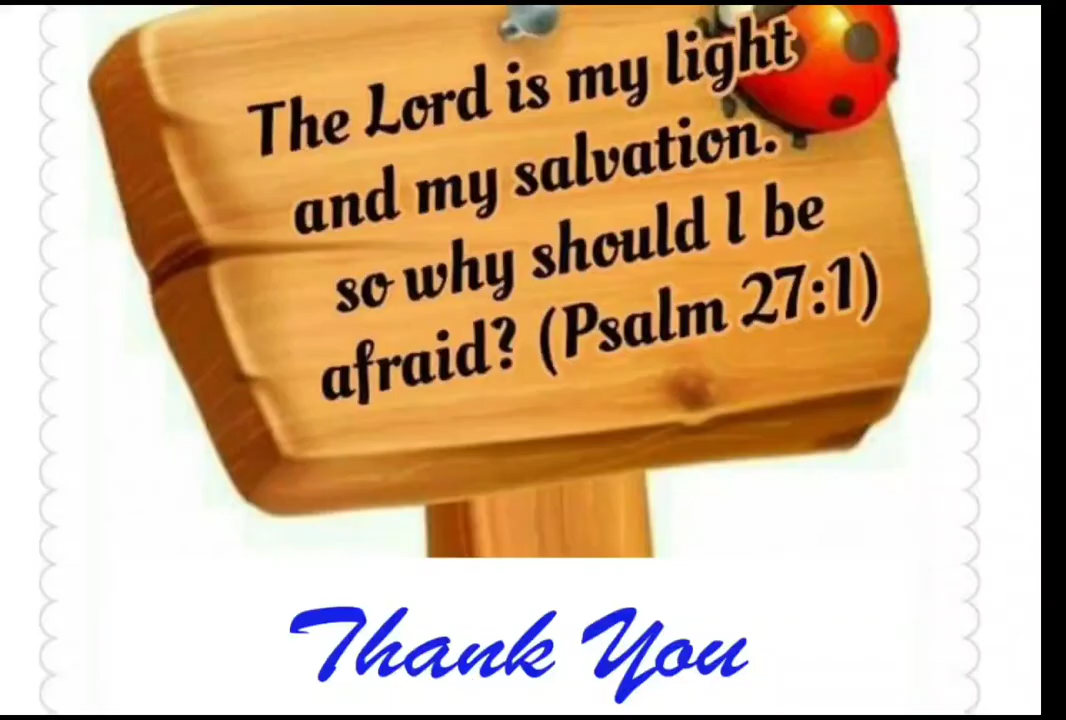 The Lord is my light
and my salvation.
so why should I be
afraid? (Psalm 27:1)
Thank You